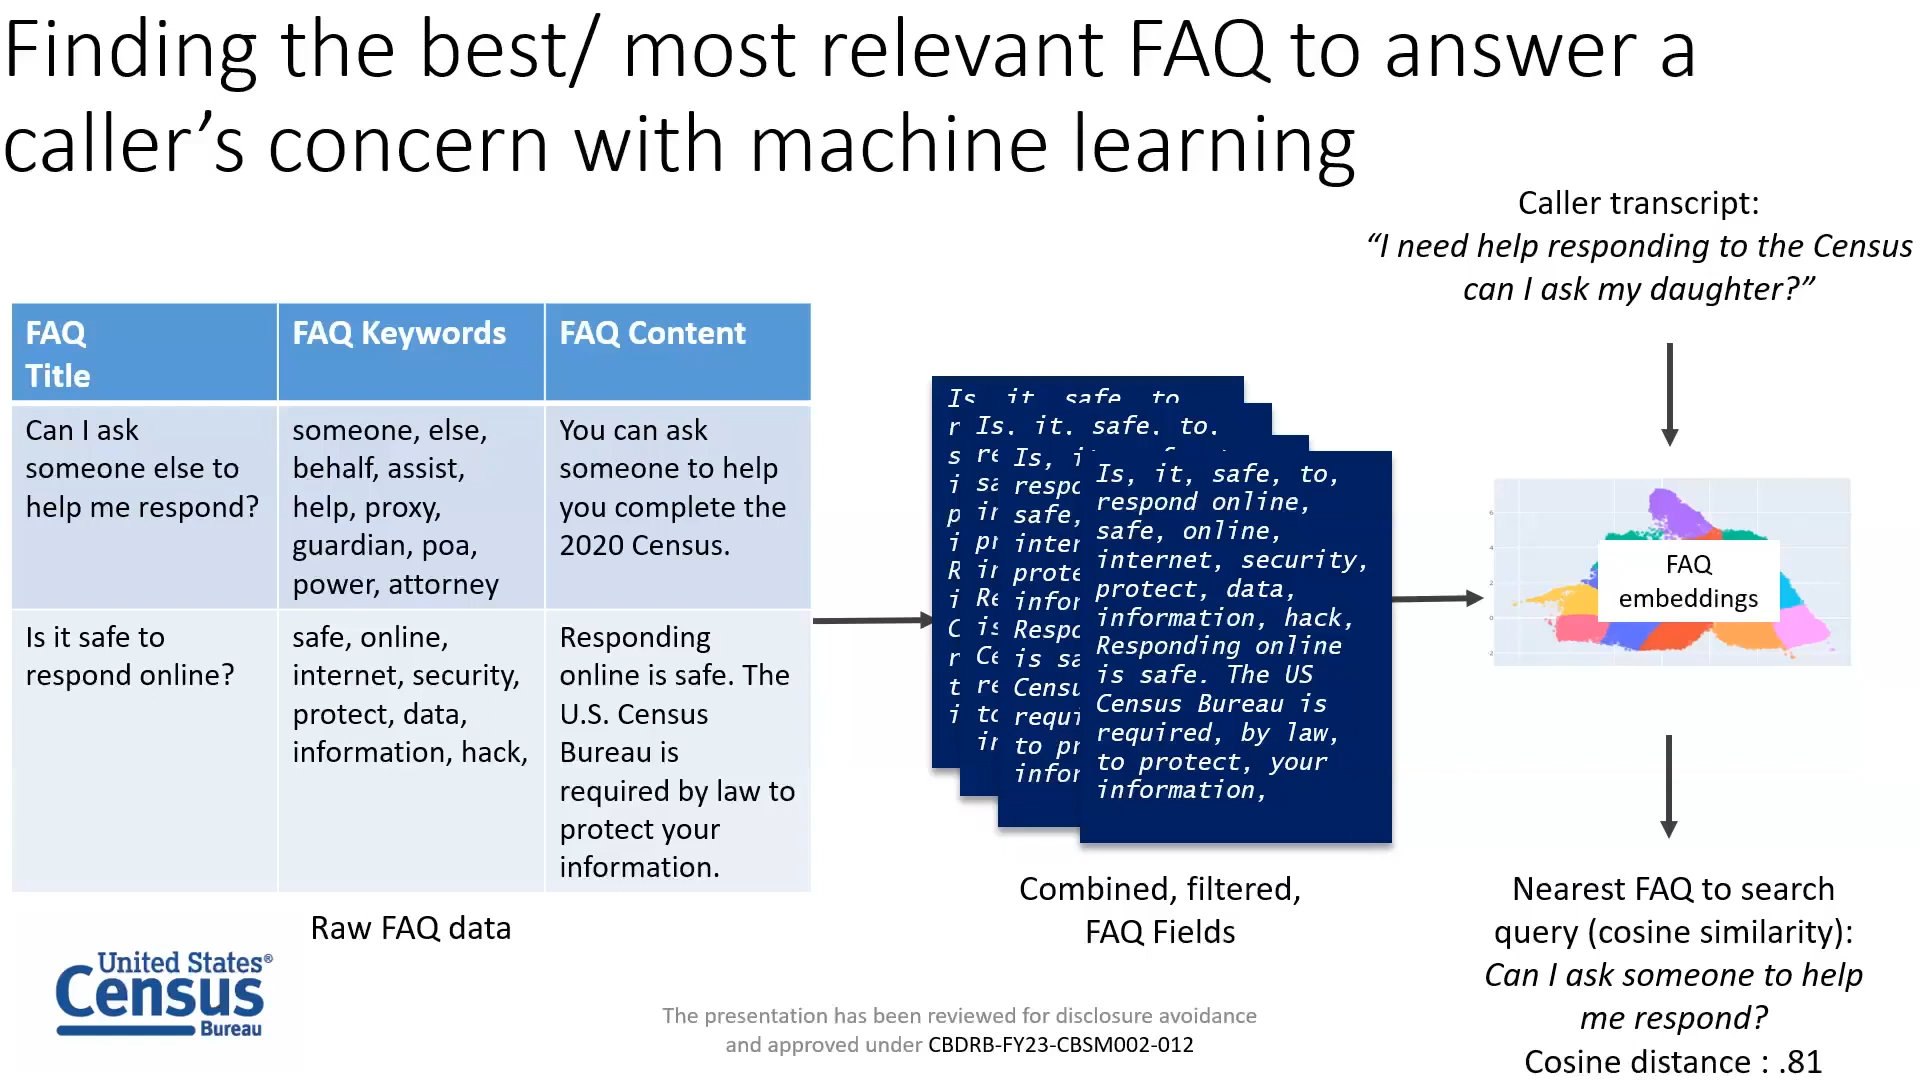 Finding the best/ most relevant FAQ to answer a
caller’s concern with machine learning
Caller transcript:
“I need help responding to the Census
can I ask my daughter?”
FAQ
Title
FAQ Keywords
FAQ Content
Can I ask
someone else to
help me respond?
someone, else,
behalf, assist,
help, proxy,
guardian, poa,
power, attorney
You can ask
someone to help
you complete the
2020 Census.
Is it safe to
respond online?
safe, online,
internet, security,
protect, data,
information, hack,
Responding
online is safe. The
U.S. Census
Bureau is
required by law to
protect your
information.
Raw FAQ data
Is, it, safe, to,
respond online,
safe, online,
internet, security,
protect, data,
information, hack,
Responding online
is safe. The US
Census Bureau is
required, by law,
to protect, your
information,
Combined, filtered,
FAQ Fields
FAQ
embeddings
Nearest FAQ to search
query (cosine similarity):
Can I ask someone to help
me respond?
Cosine distance : .81
United States®
Census
Bureau
The presentation has been reviewed for disclosure avoidance
and approved under CBDRB-FY23-CBSM002-012